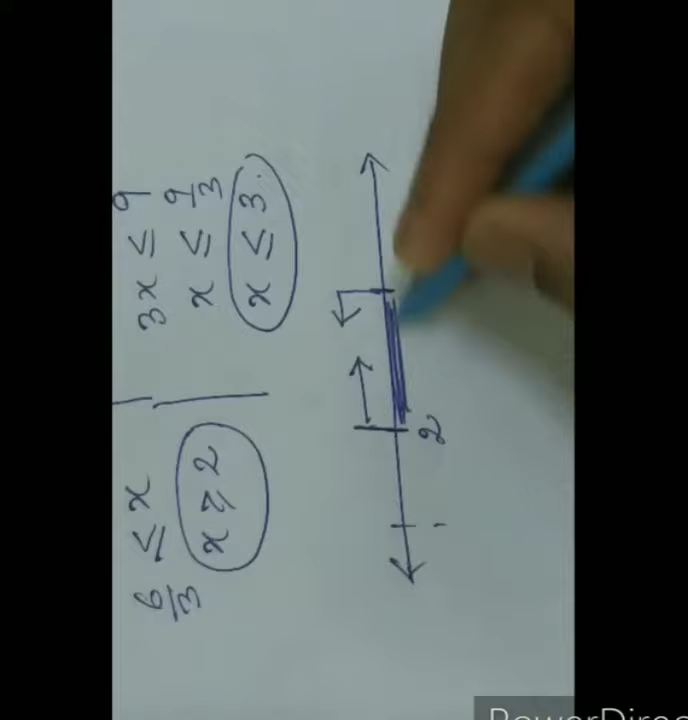 6/3 ≤ x
x ≥ 2
3x ≤ 9
x ≤ 9/3
x ≤ 3
2